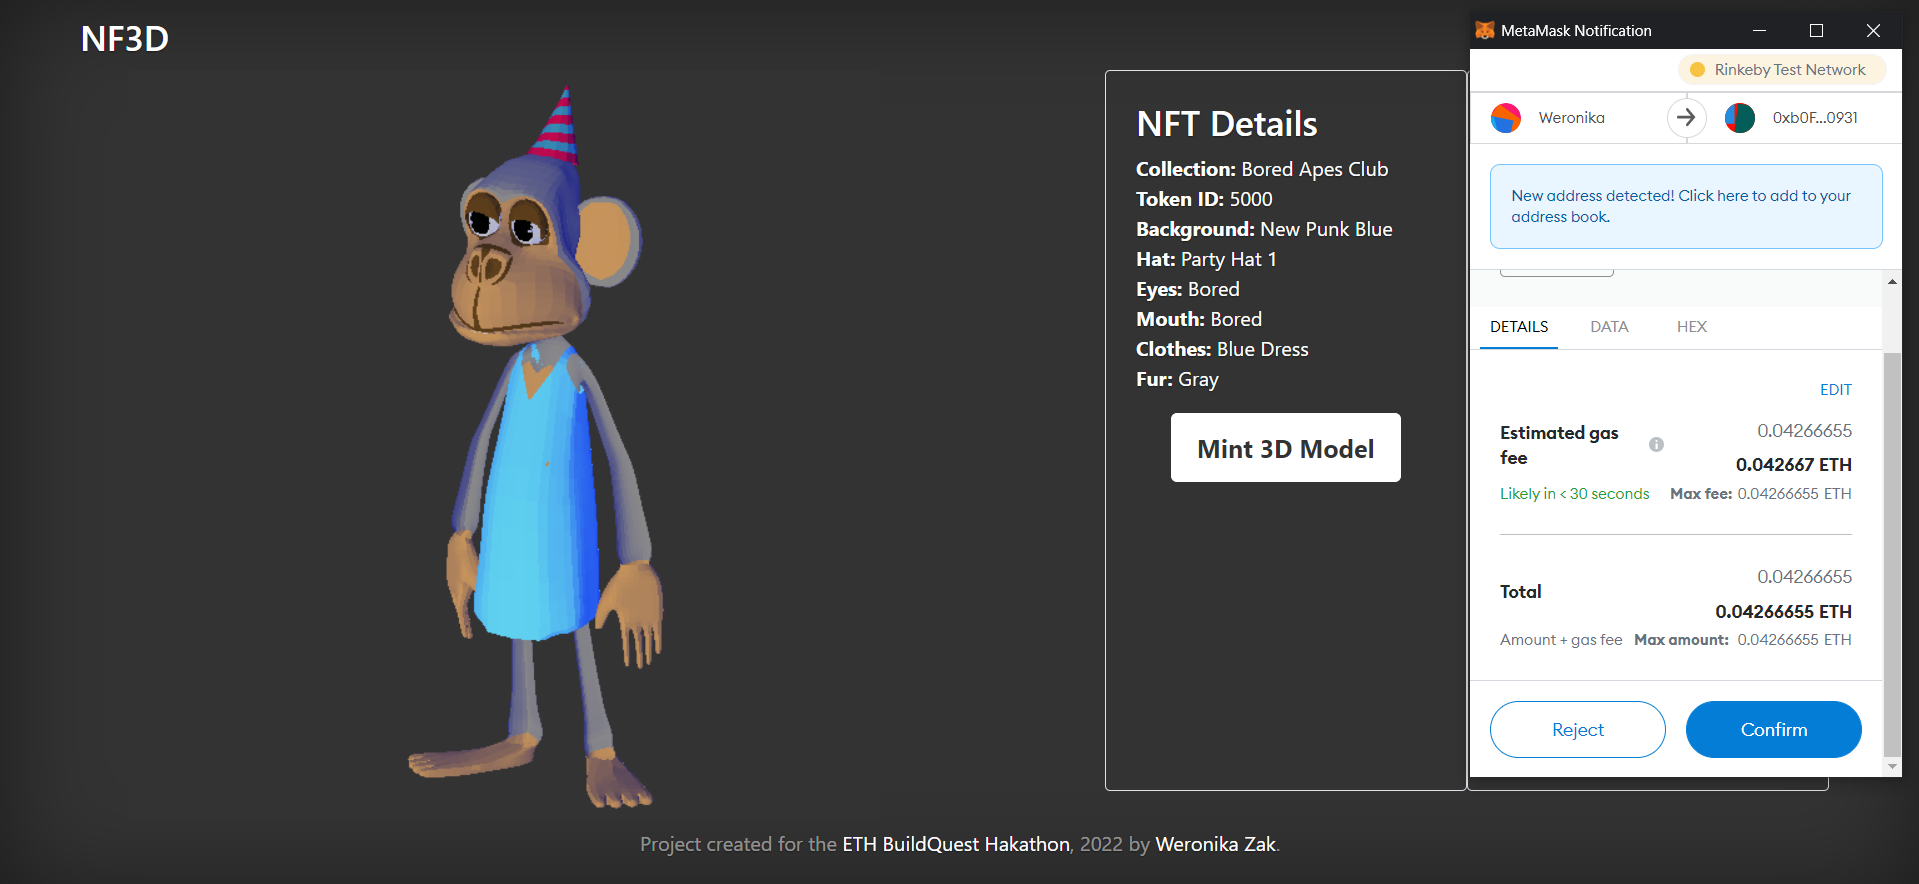 NF3D
NFT Details
Collection: Bored Apes Club
Token ID: 5000
Background: New Punk Blue
Hat: Party Hat 1
Eyes: Bored
Mouth: Bored
Clothes: Blue Dress
Fur: Gray
Mint 3D Model
MetaMask Notification
Rinkeby Test Network
Weronika
0xb0F...0931
New address detected! Click here to add to your
address book.
DETAILS DATA HEX
EDIT
Estimated gas
fee
0.04266655
0.042667 ETH
Likely in < 30 seconds Max fee: 0.04266655 ETH
0.04266655
Total
0.04266655 ETH
Amount + gas fee Max amount: 0.04266655 ETH
Reject Confirm
Project created for the ETH BuildQuest Hakathon, 2022 by Weronika Zak.